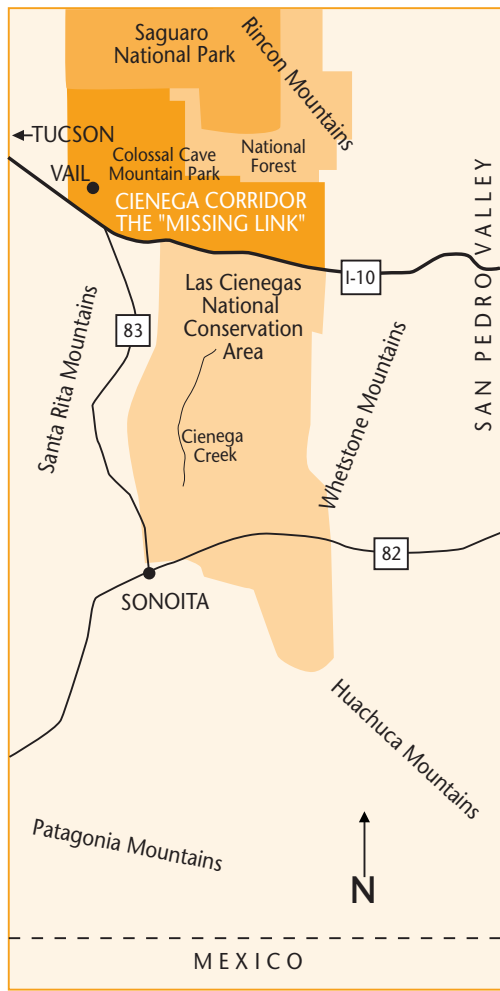 Saguaro
National Park
Rincon Mountains
TUCSON
VAIL
Colossal Cave
Mountain Park
National
Forest
CIENEGA CORRIDOR
THE "MISSING LINK"
I-10
SAN PEDRO VALLEY
Las Cienegas
National
Conservation
Area
83
Santa Rita Mountains
Cienega
Creek
Whetstone Mountains
82
SONOITA
Huachuca Mountains
Patagonia Mountains
N
MEXICO